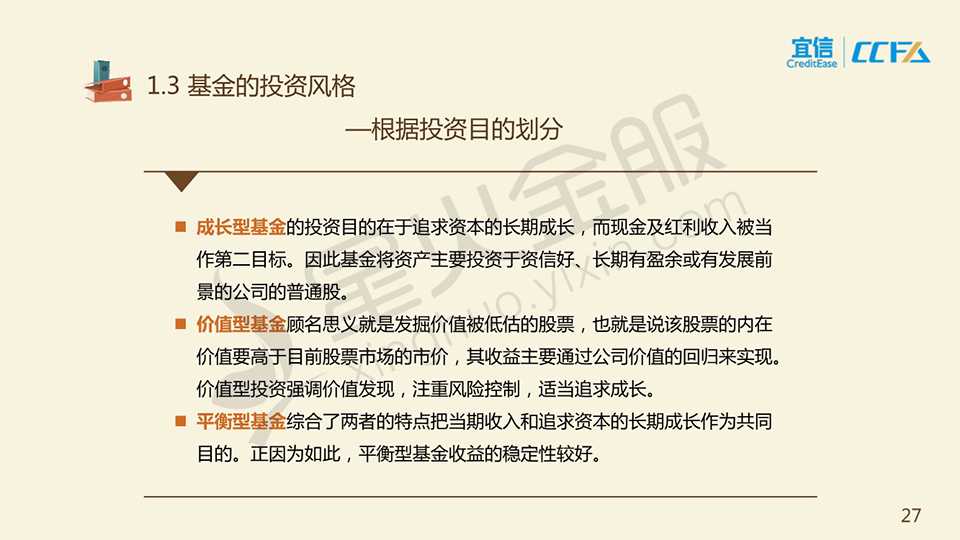 宜信
CreditEase
CCFA
1.3 基金的投资风格
—根据投资目的划分
成长型基金的投资目的在于追求资本的长期成长，而现金及红利收入被当
作第二目标。因此基金将资产主要投资于资信好、长期有盈余或有发展前
景的公司的普通股。
价值型基金顾名思义就是发掘价值被低估的股票，也就是说该股票的内在
价值要高于目前股票市场的市价，其收益主要通过公司价值的回归来实现。
价值型投资强调价值发现，注重风险控制，适当追求成长。
平衡型基金综合了两者的特点把当期收入和追求资本的长期成长作为共同
目的。正因为如此，平衡型基金收益的稳定性较好。
星火金服
xinghuo.yixin.com
27